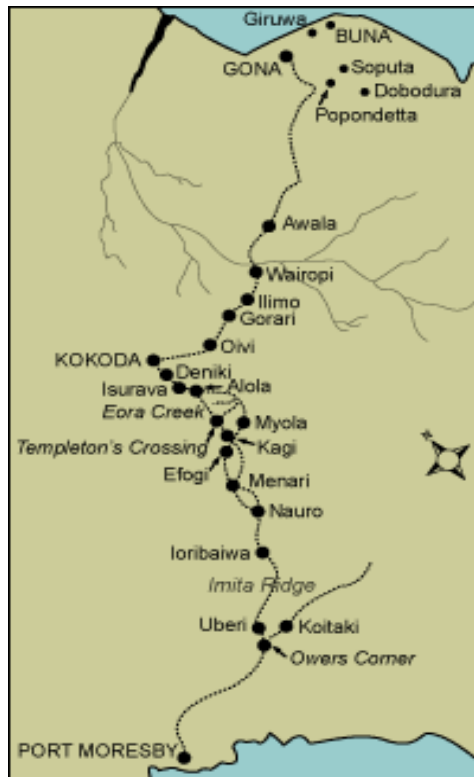 Giruwa
BUNA
GONA
Soputa
Dobodura
Popondetta
Awala
Wairopi
Ilimo
Gorari
Oivi
KOKODA
Deniki
Isurava
Alola
Eora Creek
Myola
Templeton's Crossing
Kagi
Efogi
Menari
Nauro
Ioribaiwa
Imita Ridge
Uberi
Koitaki
Owers Corner
PORT MORESBY